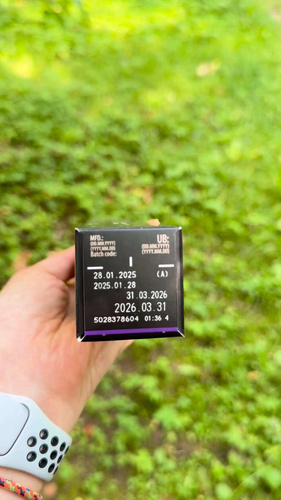 MFD.:
(DD.MM.YYYY)
(YYYY.MM.DD)
Batch code:
UB:
(DD.MM.YYYY)
(YYYY.MM.DD)
28.01.2025 (A)
2025.01.28
31.03.2026
2026.03.31
5028378604 01:36 4